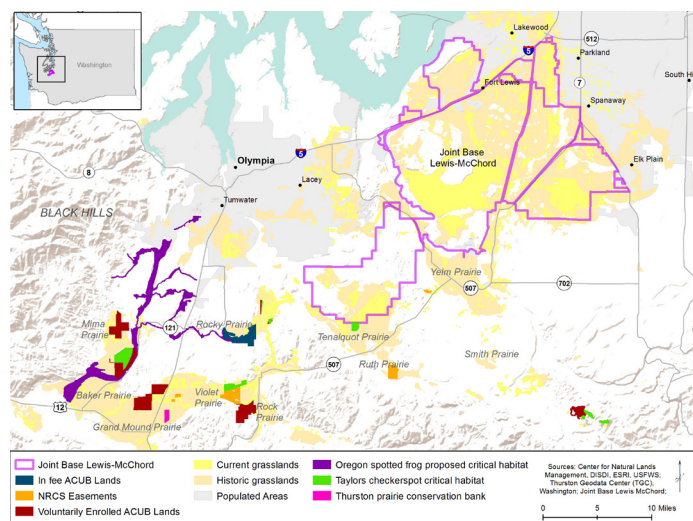 Washington
Lakewood
512
5
Parkland
Fort Lewis
7
South Hi
Spanaway
Joint Base
Lewis-McChord
5
Olympia
Elk Plain
8
Lacey
BLACK HILLS
Tumwater
Yelm Prairie
507
702
Mima
Prairie
121
Rocky Prairie
Tenalquot Prairie
507
Smith Prairie
Ruth Prairie
12
Baker Prairie
Violet
Prairie
Rock
Prairie
Grand Mound Prairie
Joint Base Lewis-McChord
In fee ACUB Lands
NRCS Easements
Voluntarily Enrolled ACUB Lands
Current grasslands
Historic grasslands
Populated Areas
Oregon spotted frog proposed critical habitat
Taylors checkerspot critical habitat
Thurston prairie conservation bank
Sources: Center for Natural Lands
Management, DISDI, ESRI, USFWS;
Thurston Geodata Center (TGC),
Washington; Joint Base Lewis McChord;
0 5 10 Miles